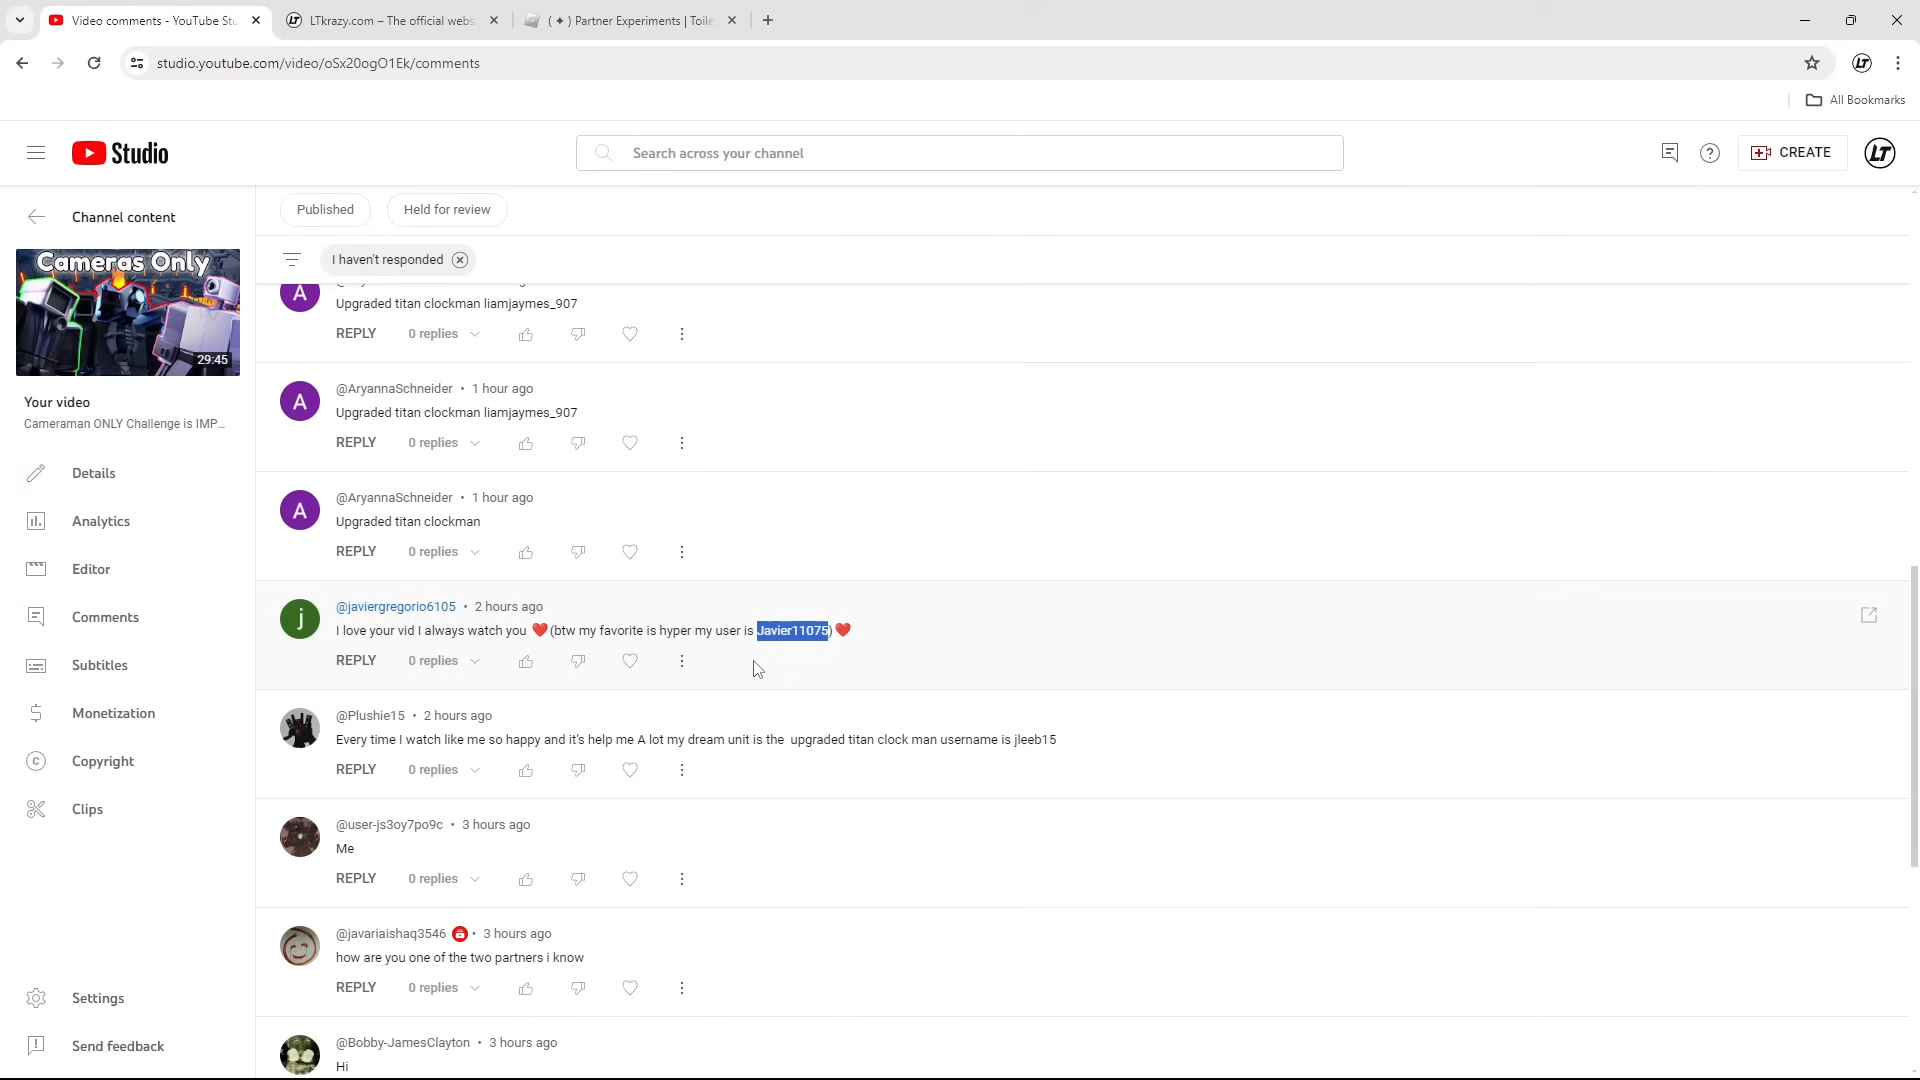 Video comments - YouTube Stu
LTkrazy.com – The official webs
( ✦ ) Partner Experiments | Toile
studio.youtube.com/video/oSx20ogO1Ek/comments
All Bookmarks
Studio
Search across your channel
CREATE
LT
Channel content
Published
Held for review
I haven't responded
Cameras Only
29:45
Your video
Cameraman ONLY Challenge is IMP...
Details
Analytics
Editor
Comments
Subtitles
Monetization
Copyright
Clips
Settings
Send feedback
A
Upgraded titan clockman liamjaymes_907
REPLY 0 replies
A
@AryannaSchneider • 1 hour ago
Upgraded titan clockman liamjaymes_907
REPLY 0 replies
A
@AryannaSchneider • 1 hour ago
Upgraded titan clockman
REPLY 0 replies
j
@javiergregorio6105 • 2 hours ago
I love your vid I always watch you ❤️(btw my favorite is hyper my user is Javier11075)❤️
REPLY 0 replies
@Plushie15 • 2 hours ago
Every time I watch like me so happy and it's help me A lot my dream unit is the upgraded titan clock man username is jleeb15
REPLY 0 replies
@user-js3oy7po9c • 3 hours ago
Me
REPLY 0 replies
@javariaishaq3546 • 3 hours ago
how are you one of the two partners i know
REPLY 0 replies
@Bobby-JamesClayton • 3 hours ago
Hi